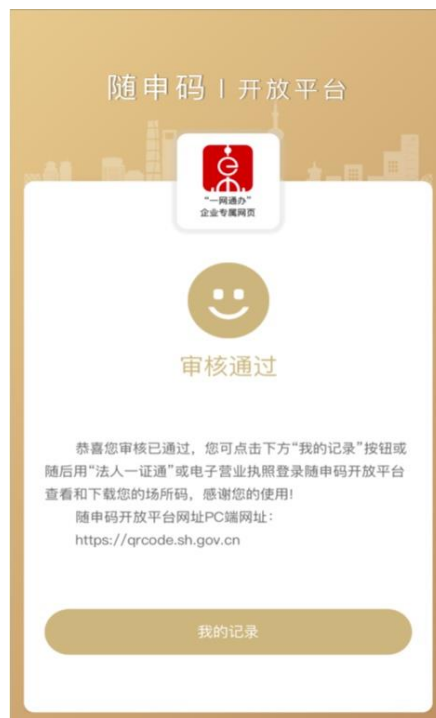 随申码 | 开放平台
“一网通办”
企业专属网页
审核通过
恭喜您审核已通过，您可点击下方“我的记录”按钮或
随后用“法人一证通”或电子营业执照登录随申码开放平台
查看和下载您的场所码，感谢您的使用!
随申码开放平台网址PC端网址：
https://qrcode.sh.gov.cn
我的记录